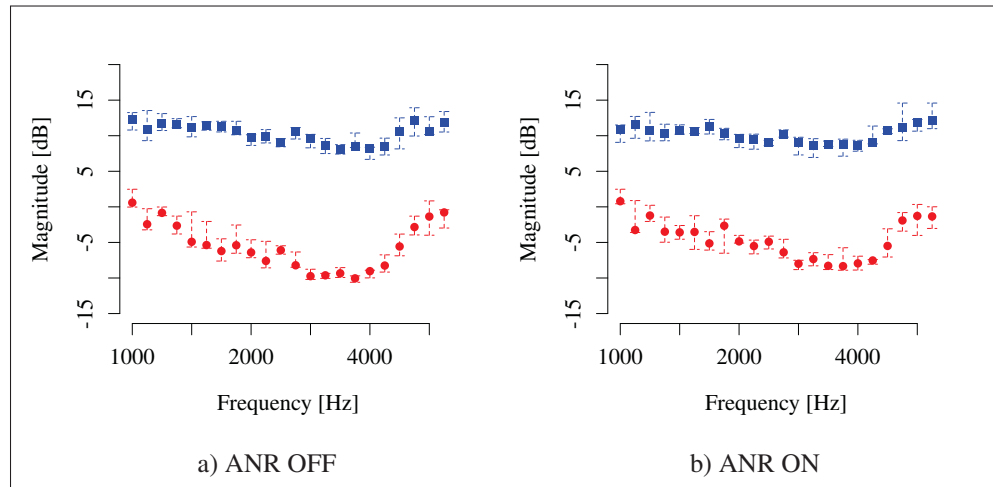 Magnitude [dB]
15
5
-5
-15
1000
2000
4000
Frequency [Hz]
a) ANR OFF
Magnitude [dB]
15
5
-5
-15
1000
2000
4000
Frequency [Hz]
b) ANR ON